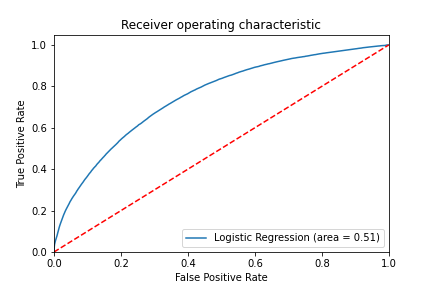 Receiver operating characteristic
True Positive Rate
1.0
0.8
0.6
0.4
0.2
0.0
Logistic Regression (area = 0.51)
0.0 0.2 0.4 0.6 0.8 1.0
False Positive Rate